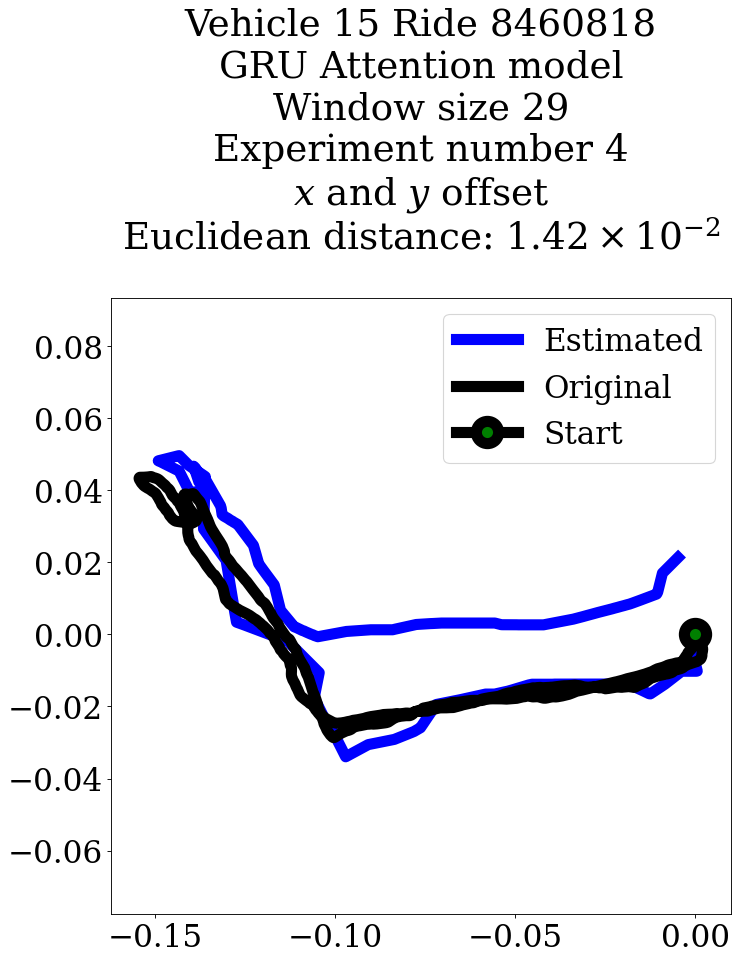 Vehicle 15 Ride 8460818
GRU Attention model
Window size 29
Experiment number 4
x and y offset
Euclidean distance: 1.42 × 10⁻²
Estimated
Original
Start
0.08
0.06
0.04
0.02
0.00
−0.02
−0.04
−0.06
−0.15 −0.10 −0.05 0.00